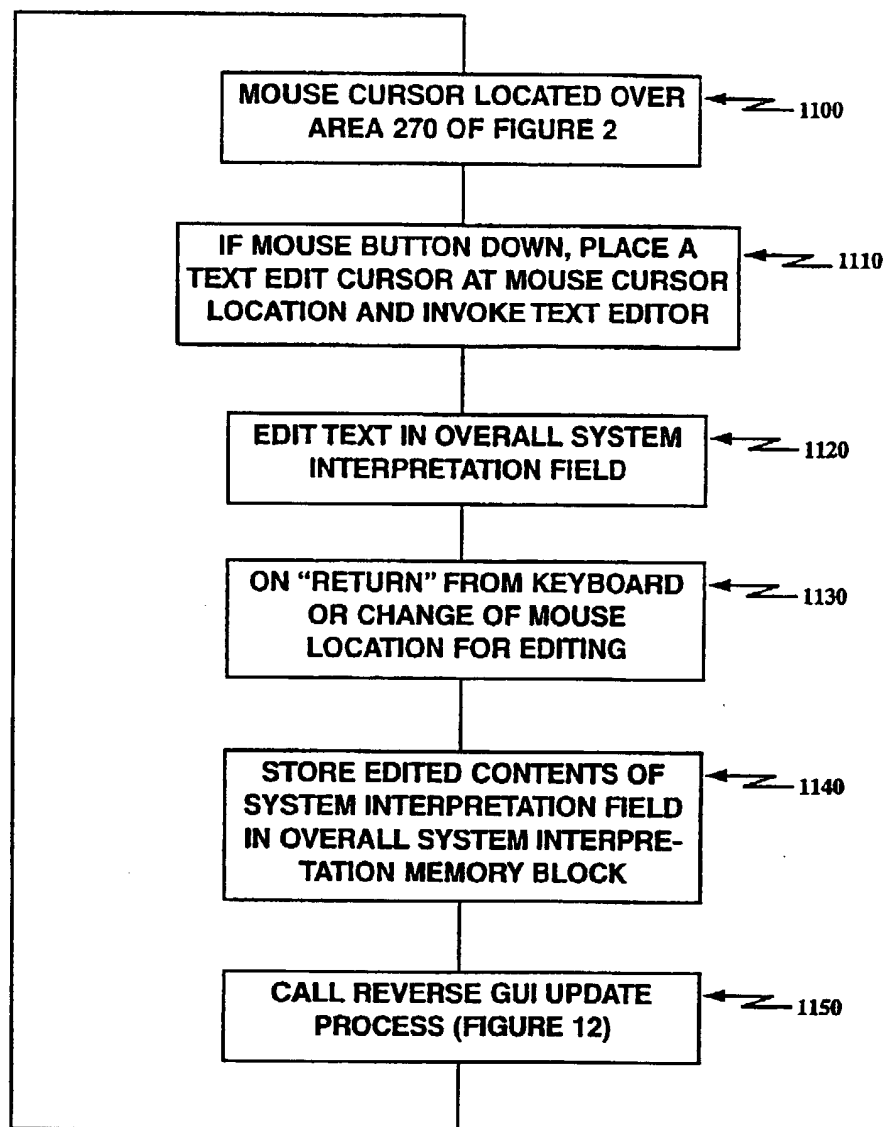 MOUSE CURSOR LOCATED OVER
AREA 270 OF FIGURE 2
1100
IF MOUSE BUTTON DOWN, PLACE A
TEXT EDIT CURSOR AT MOUSE CURSOR
LOCATION AND INVOKE TEXT EDITOR
1110
EDIT TEXT IN OVERALL SYSTEM
INTERPRETATION FIELD
1120
ON “RETURN” FROM KEYBOARD
OR CHANGE OF MOUSE
LOCATION FOR EDITING
1130
STORE EDITED CONTENTS OF
SYSTEM INTERPRETATION FIELD
IN OVERALL SYSTEM INTERPRE-
TATION MEMORY BLOCK
1140
CALL REVERSE GUI UPDATE
PROCESS (FIGURE 12)
1150